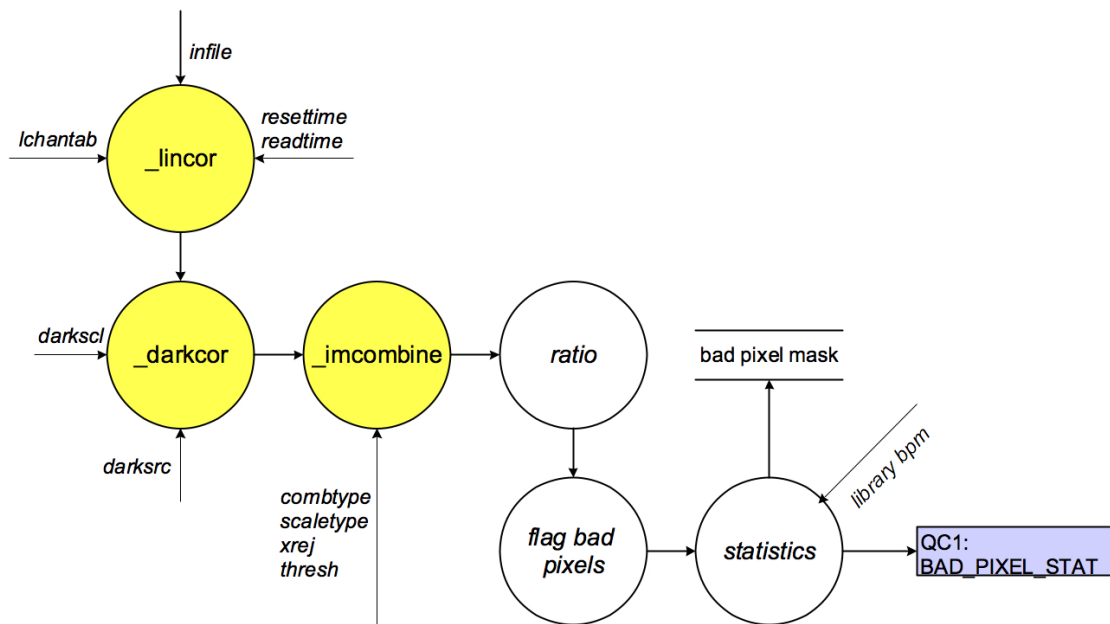 infile
lchantab
resettime
readtime
_lincor
darkscl
_darkcor
_imcombine
ratio
bad pixel mask
darksrc
combtype
scaletype
xrej
thresh
flag bad
pixels
statistics
library bpm
QC1:
BAD_PIXEL_STAT